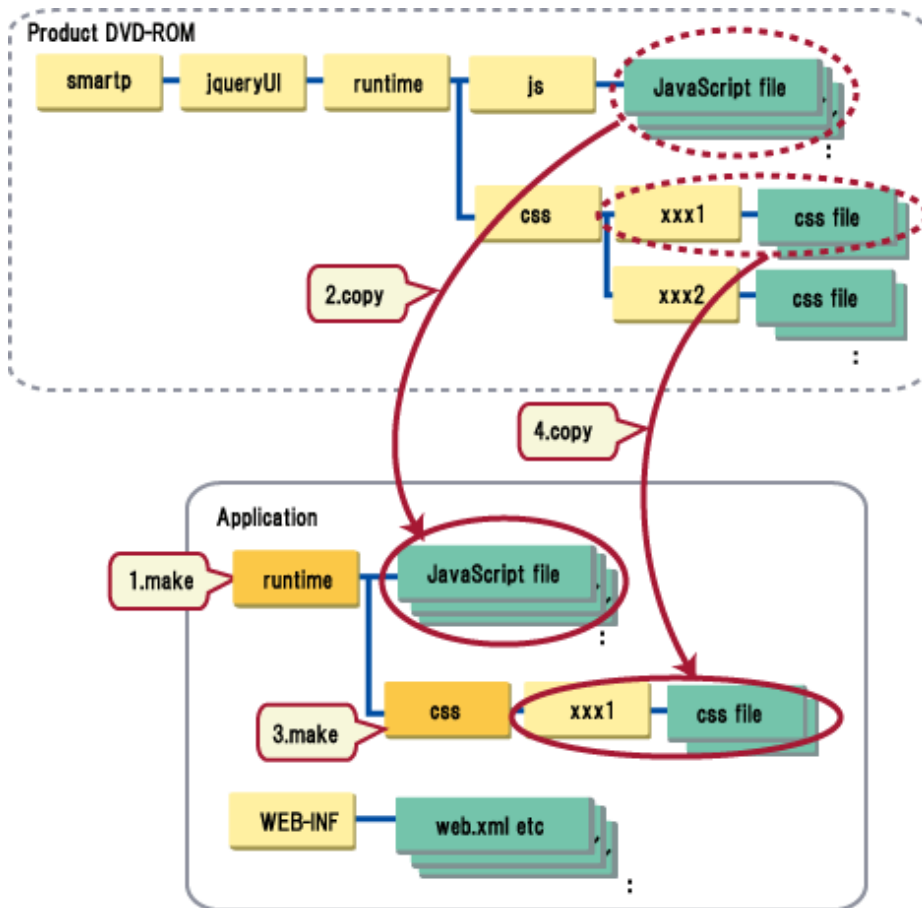 Product DVD-ROM
smartp
jqueryUI
runtime
js
JavaScript file
:
css
xxx1
css file
2.copy
xxx2
css file
:
4.copy
Application
1.make
runtime
JavaScript file
:
3.make
css
xxx1
css file
WEB-INF
web.xml etc
: